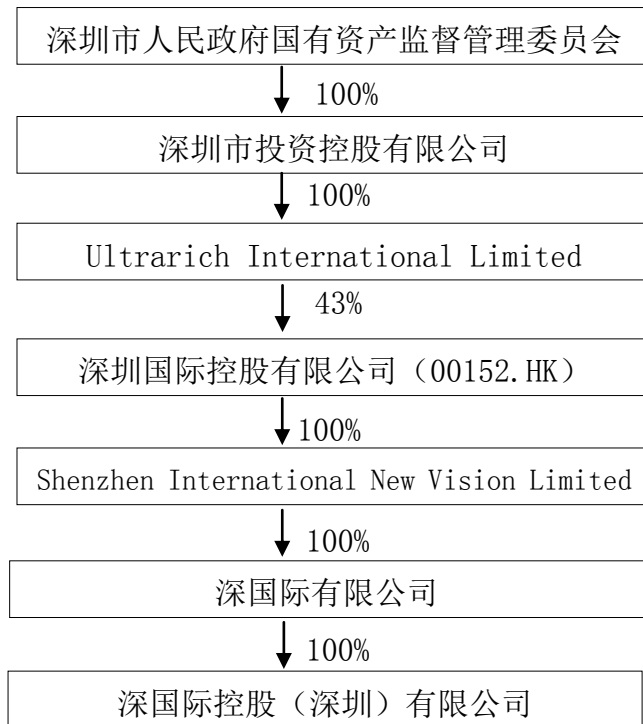 深圳市人民政府国有资产监督管理委员会
100%
深圳市投资控股有限公司
100%
Ultrarich International Limited
43%
深圳国际控股有限公司（00152.HK）
100%
Shenzhen International New Vision Limited
100%
深国际有限公司
100%
深国际控股（深圳）有限公司